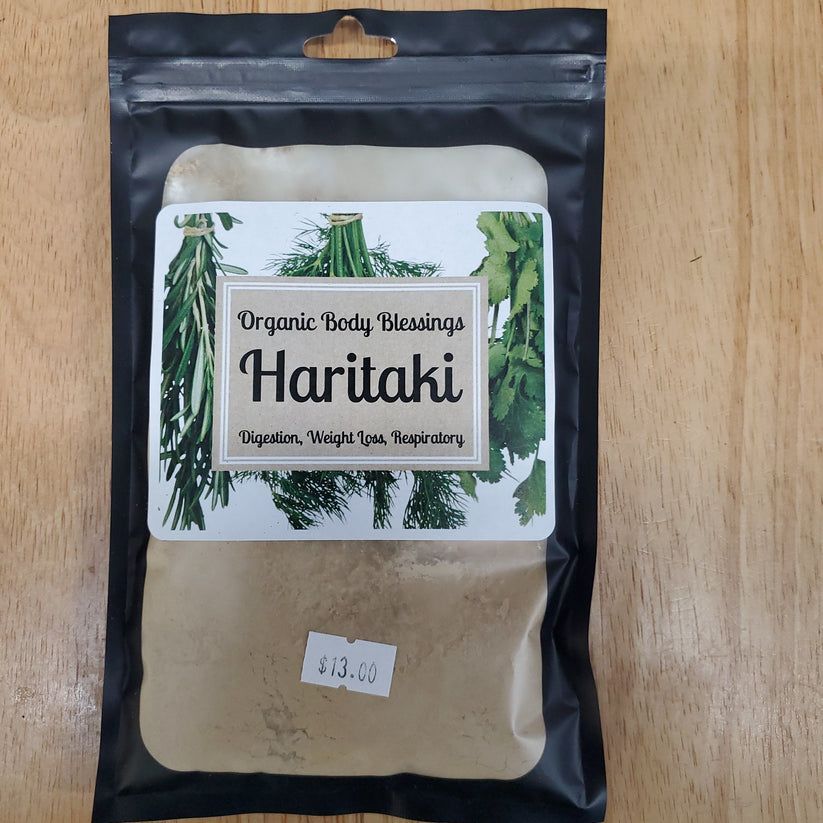 Organic Body Blessings
Haritaki
Digestion, Weight Loss, Respiratory
$13.00